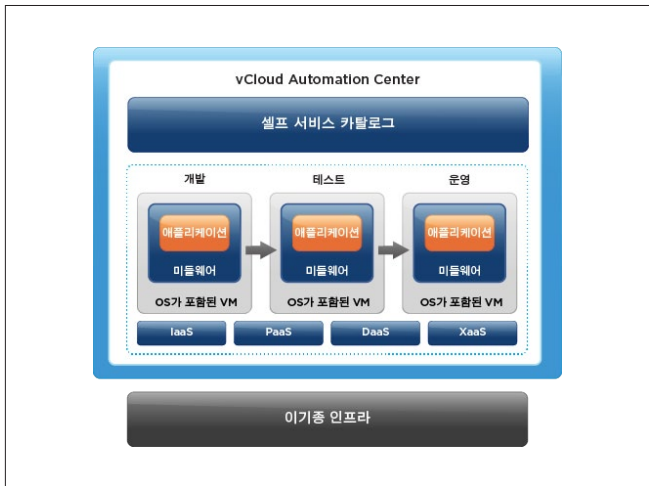 vCloud Automation Center
셀프 서비스 카탈로그
개발 테스트 운영
애플리케이션 애플리케이션 애플리케이션
미들웨어 미들웨어 미들웨어
OS가 포함된 VM OS가 포함된 VM OS가 포함된 VM
IaaS PaaS DaaS XaaS
이기종 인프라